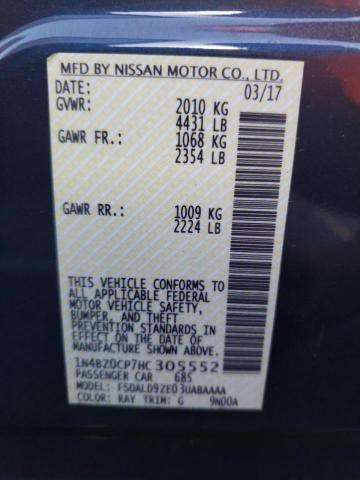 MFD BY NISSAN MOTOR CO., LTD.
DATE: 03/17
GVWR: 2010 KG
4431 LB
GAWR FR.: 1068 KG
2354 LB
GAWR RR.: 1009 KG
2224 LB
THIS VEHICLE CONFORMS TO
ALL APPLICABLE FEDERAL
MOTOR VEHICLE SAFETY,
BUMPER, AND THEFT
PREVENTION STANDARDS IN
EFFECT ON THE DATE OF
MANUFACTURE SHOWN ABOVE.
1N4BZ0CP7HC305552
PASSENGER CAR 685
FSDALD9ZE03UABAAAA
COLOR: RAY TRIM: G 9N00A